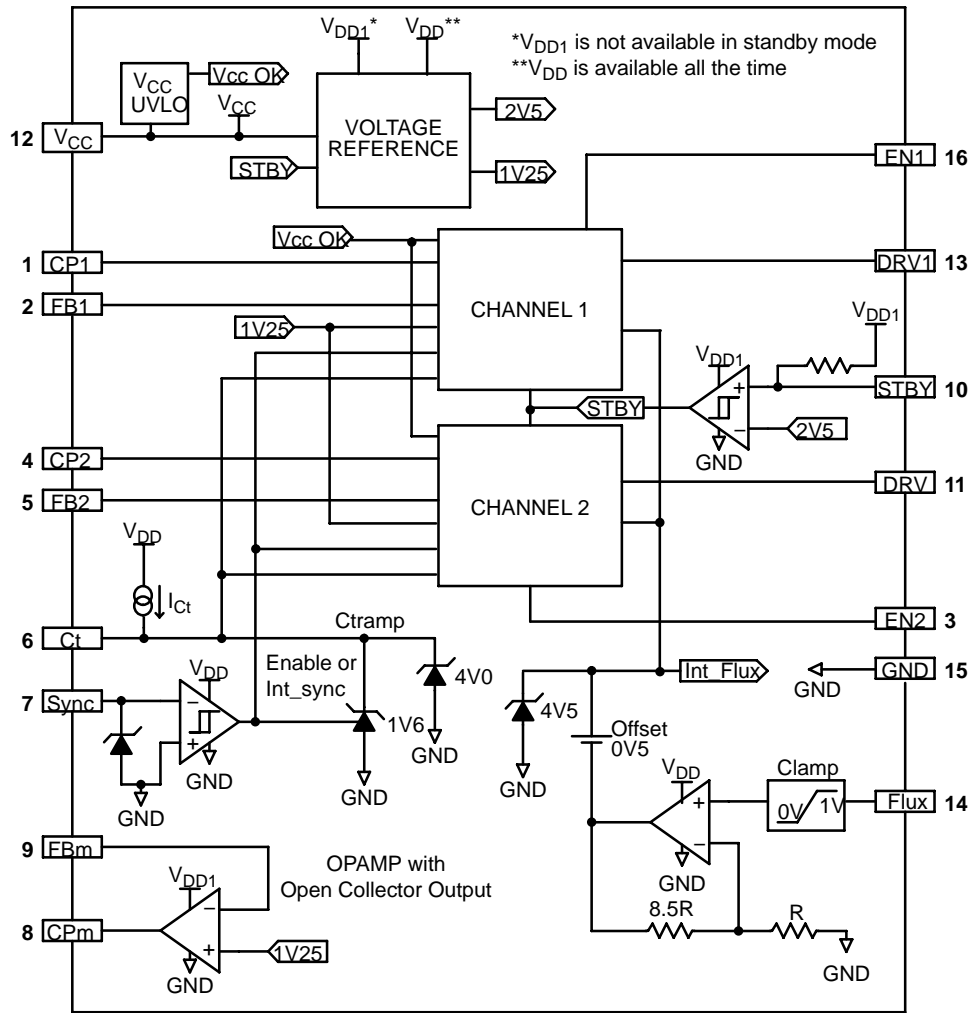 VDD1*
VDD**
*VDD1 is not available in standby mode
**VDD is available all the time
VCC
UVLO
Vcc OK
VCC
VOLTAGE
REFERENCE
2V5
12
VCC
STBY
1V25
EN1
16
Vcc OK
1
CP1
DRV1
13
2
FB1
CHANNEL 1
1V25
VDD1
VDD1
+
STBY
10
STBY
−
2V5
GND
4
CP2
DRV
11
5
FB2
CHANNEL 2
VDD
ICt
EN2
3
6
Ct
Ctramp
4V0
Int_Flux
GND
GND
15
7
Sync
VDD
−
+
Enable or
Int_sync
1V6
GND
4V5
Offset
0V5
GND
GND
GND
GND
VDD
Clamp
+
−
0V
1V
Flux
14
GND
9
FBm
OPAMP with
Open Collector Output
VDD1
−
+
8
CPm
1V25
GND
8.5R
R
GND